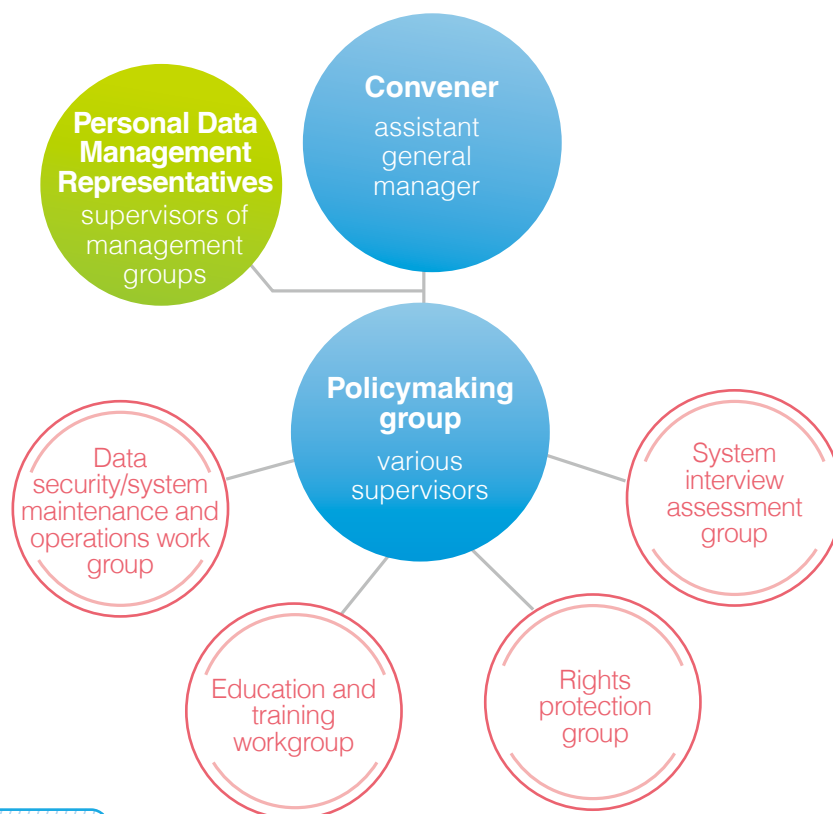 Convener
assistant
general
manager
Personal Data
Management
Representatives
supervisors of
management
groups
Policymaking
group
various
supervisors
Data
security/system
maintenance and
operations work
group
System
interview
assessment
group
Education and
training
workgroup
Rights
protection
group